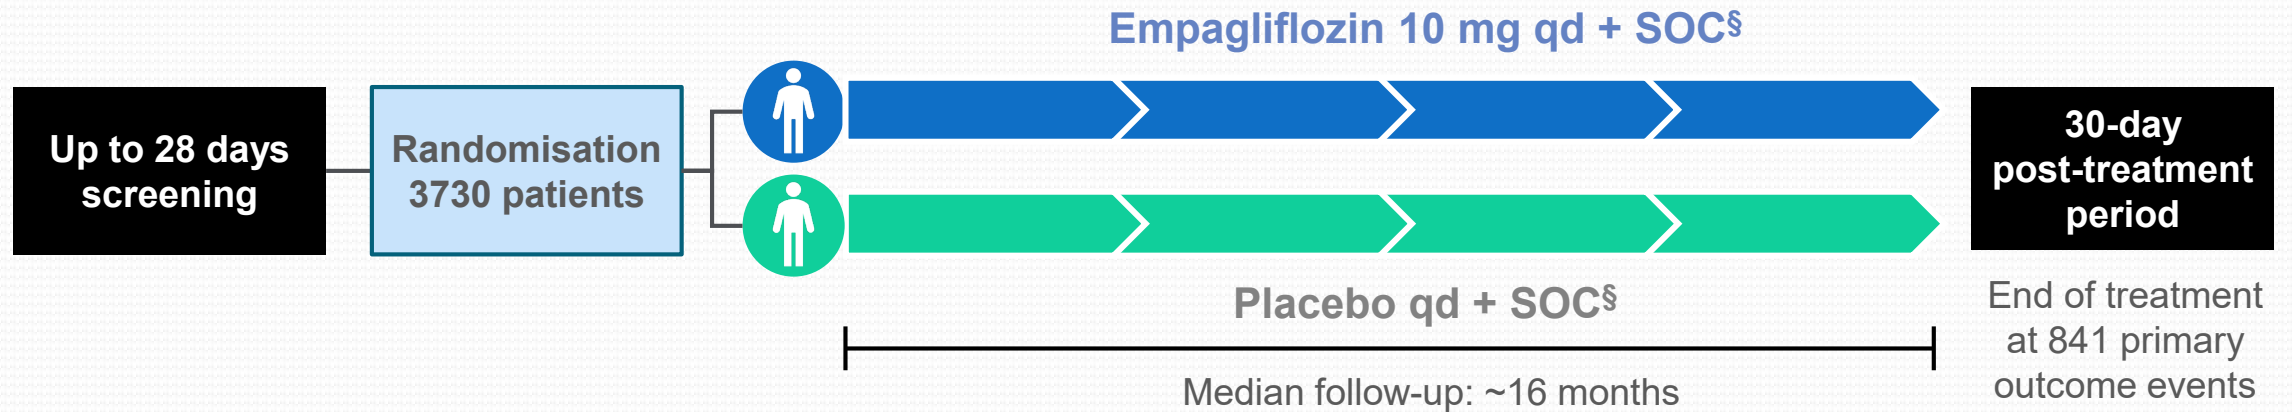 Empagliflozin 10 mg qd + SOC§
Up to 28 days
screening
Randomisation
3730 patients
Placebo qd + SOC§
Median follow-up: ~16 months
30-day
post-treatment
period
End of treatment
at 841 primary
outcome events